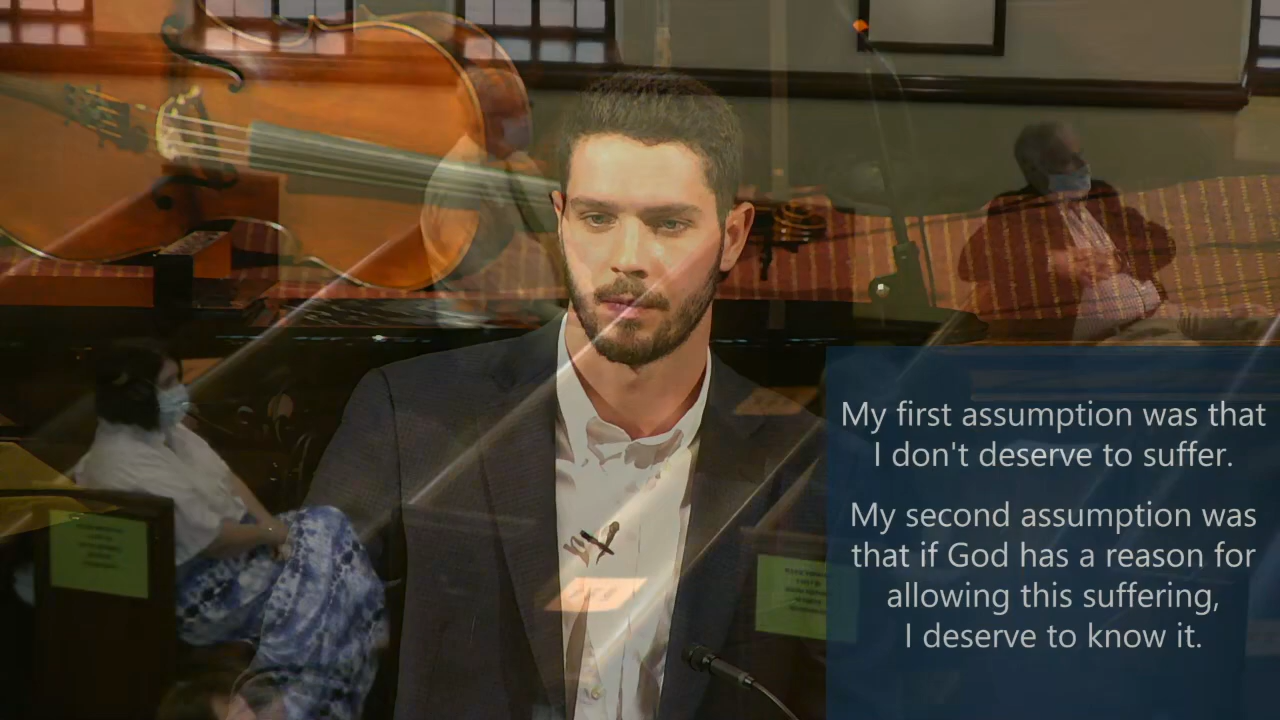 My first assumption was that
I don't deserve to suffer.
My second assumption was
that if God has a reason for
allowing this suffering,
I deserve to know it.